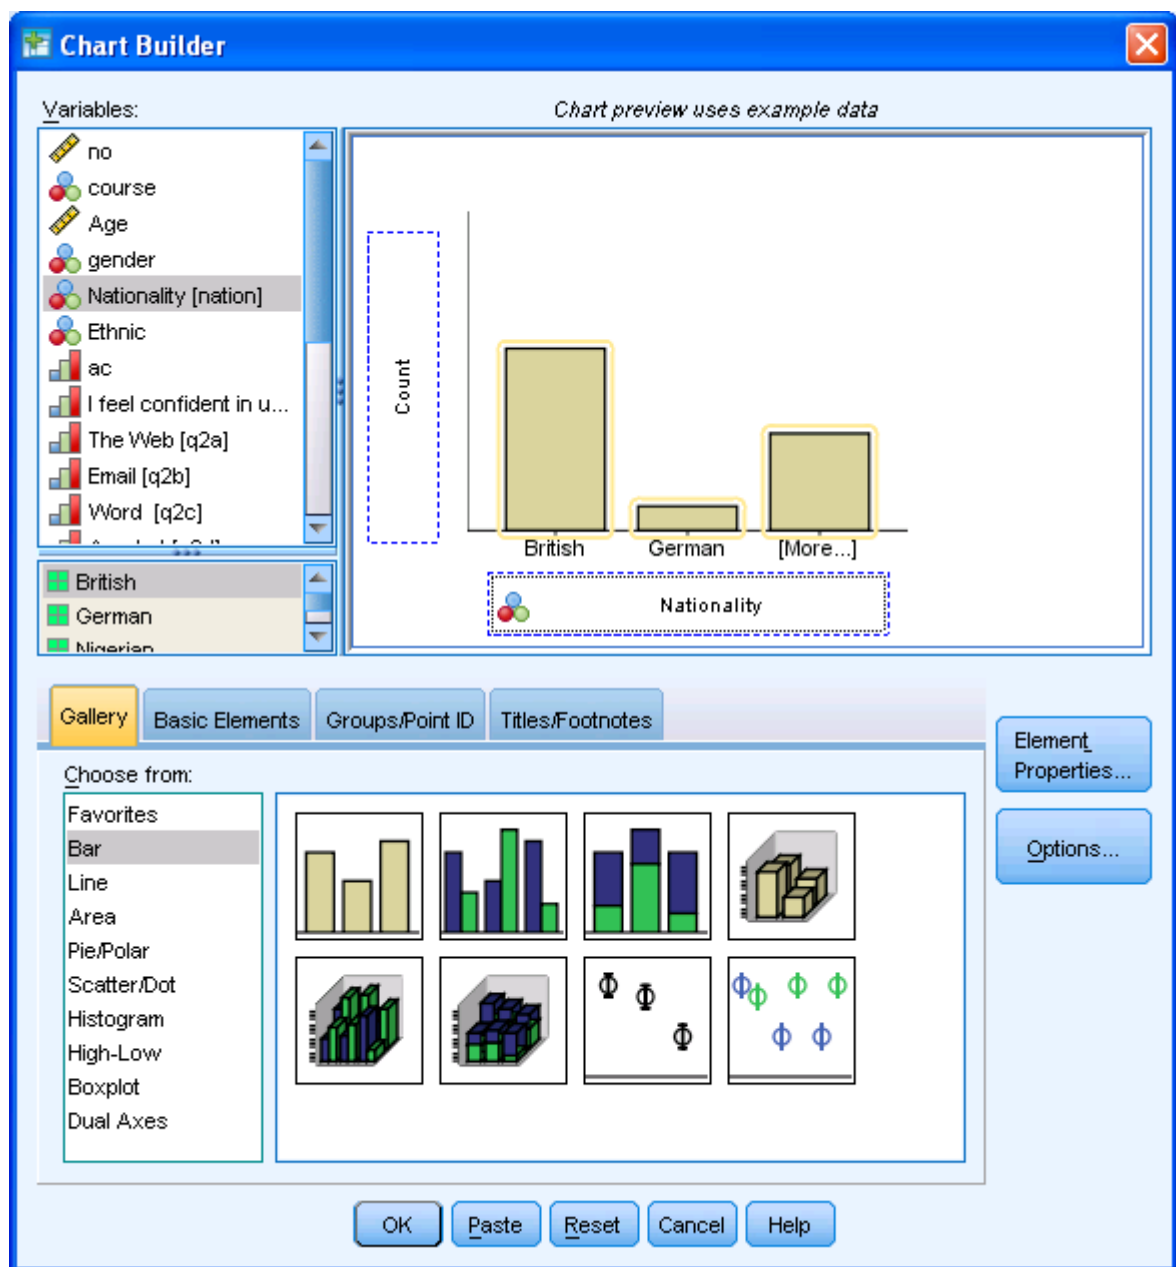 Chart Builder
Variables:
Chart preview uses example data
no
course
Age
gender
Nationality [nation]
Ethnic
ac
I feel confident in u...
The Web [q2a]
Email [q2b]
Word [q2c]
British
German
Nigerian
Count
British German [More...]
Nationality
Gallery Basic Elements Groups/Point ID Titles/Footnotes
Element Properties...
Options...
Choose from:
Favorites
Bar
Line
Area
Pie/Polar
Scatter/Dot
Histogram
High-Low
Boxplot
Dual Axes
OK Paste Reset Cancel Help